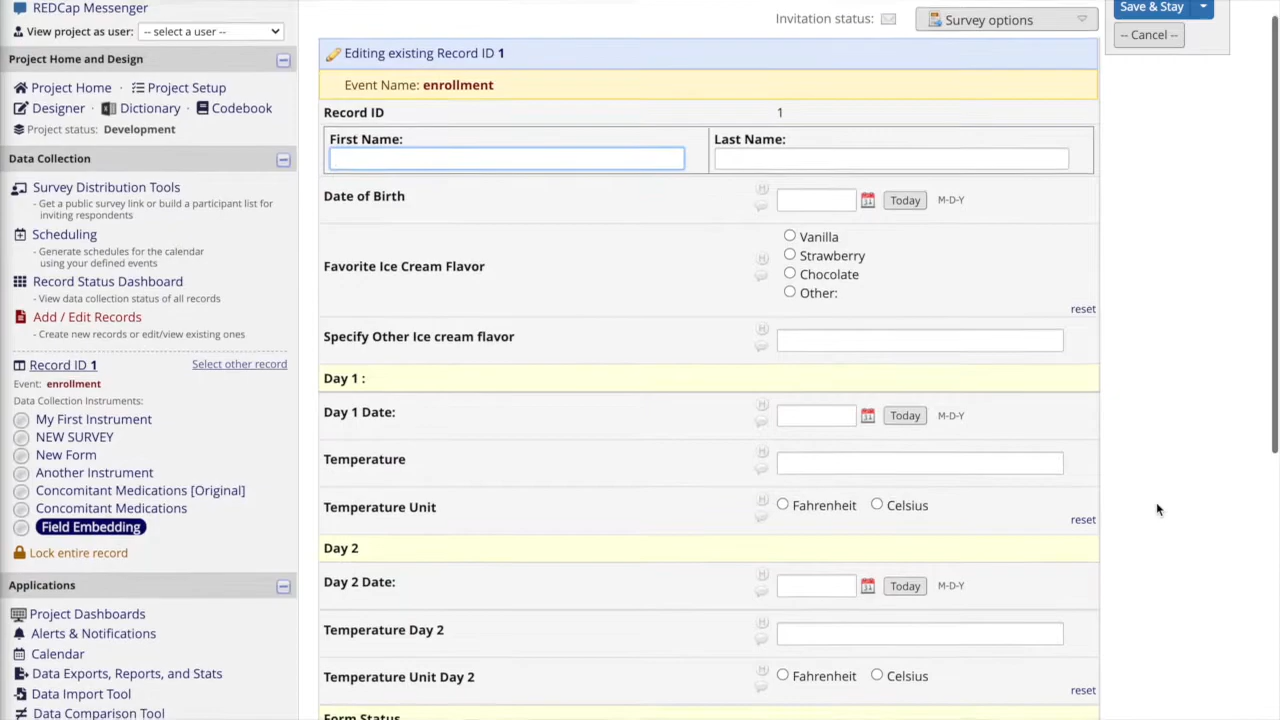 REDCap Messenger
View project as user: -- select a user --
Project Home and Design
Project Home · Project Setup
Designer · Dictionary · Codebook
Project status: Development
Data Collection
Survey Distribution Tools
- Get a public survey link or build a participant list for
inviting respondents
Scheduling
- Generate schedules for the calendar
using your defined events
Record Status Dashboard
- View data collection status of all records
Add / Edit Records
- Create new records or edit/view existing ones
Record ID 1 Select other record
Event: enrollment
Data Collection Instruments:
My First Instrument
NEW SURVEY
New Form
Another Instrument
Concomitant Medications [Original]
Concomitant Medications
Field Embedding
Lock entire record
Applications
Project Dashboards
Alerts & Notifications
Calendar
Data Exports, Reports, and Stats
Data Import Tool
Data Comparison Tool
Invitation status: Survey options
Editing existing Record ID 1
Event Name: enrollment
Record ID 1
First Name: Last Name:
Date of Birth H Today M-D-Y
Favorite Ice Cream Flavor H
Vanilla
Strawberry
Chocolate
Other:
reset
Specify Other Ice cream flavor H
Day 1 :
Day 1 Date: H Today M-D-Y
Temperature H
Temperature Unit H Fahrenheit Celsius
reset
Day 2
Day 2 Date: H Today M-D-Y
Temperature Day 2 H
Temperature Unit Day 2 H Fahrenheit Celsius
reset
Form Status
Save & Stay
-- Cancel --